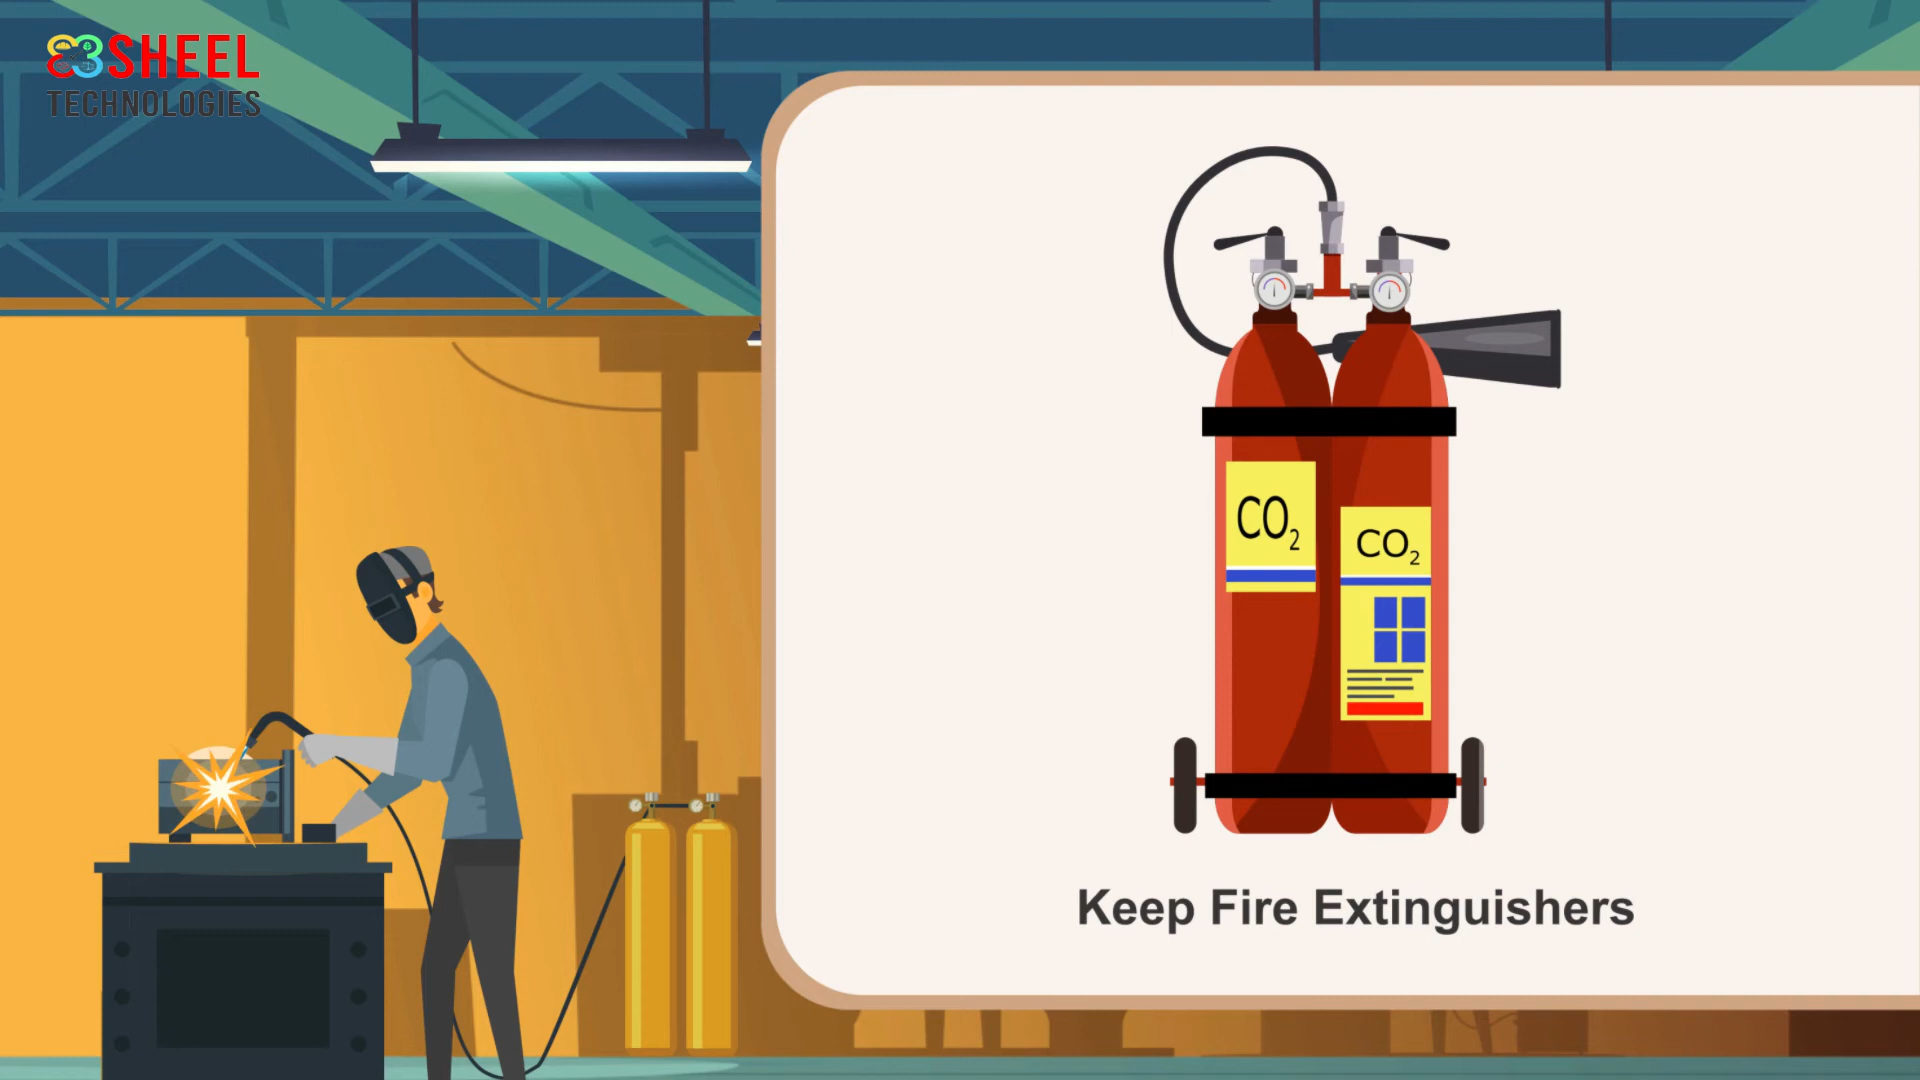 SHEEL
TECHNOLOGIES
CO₂
CO₂
Keep Fire Extinguishers